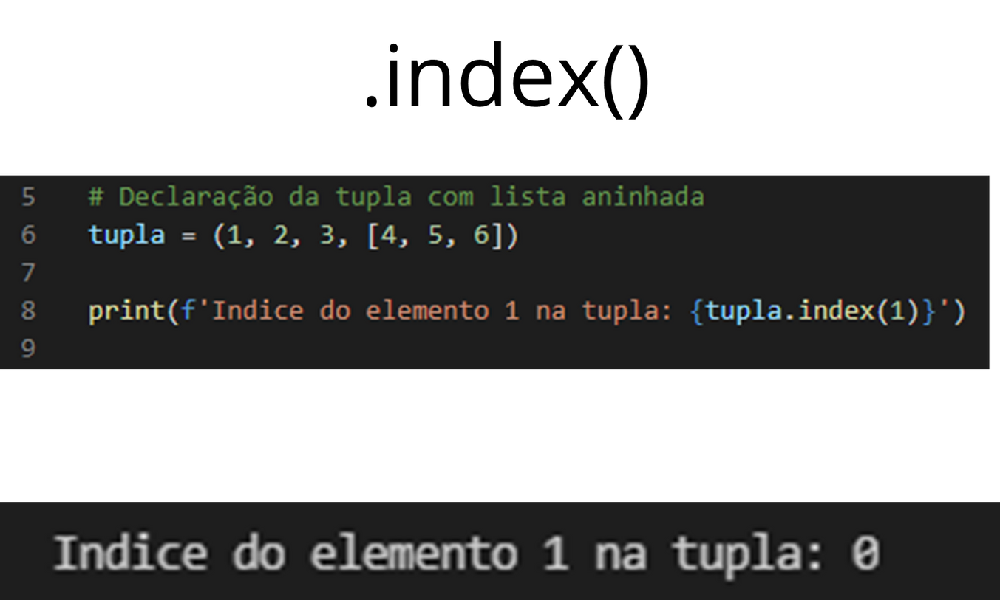 .index()
5 # Declaração da tupla com lista aninhada
6 tupla = (1, 2, 3, [4, 5, 6])
7
8 print(f'Indice do elemento 1 na tupla: {tupla.index(1)}')
9
Indice do elemento 1 na tupla: 0